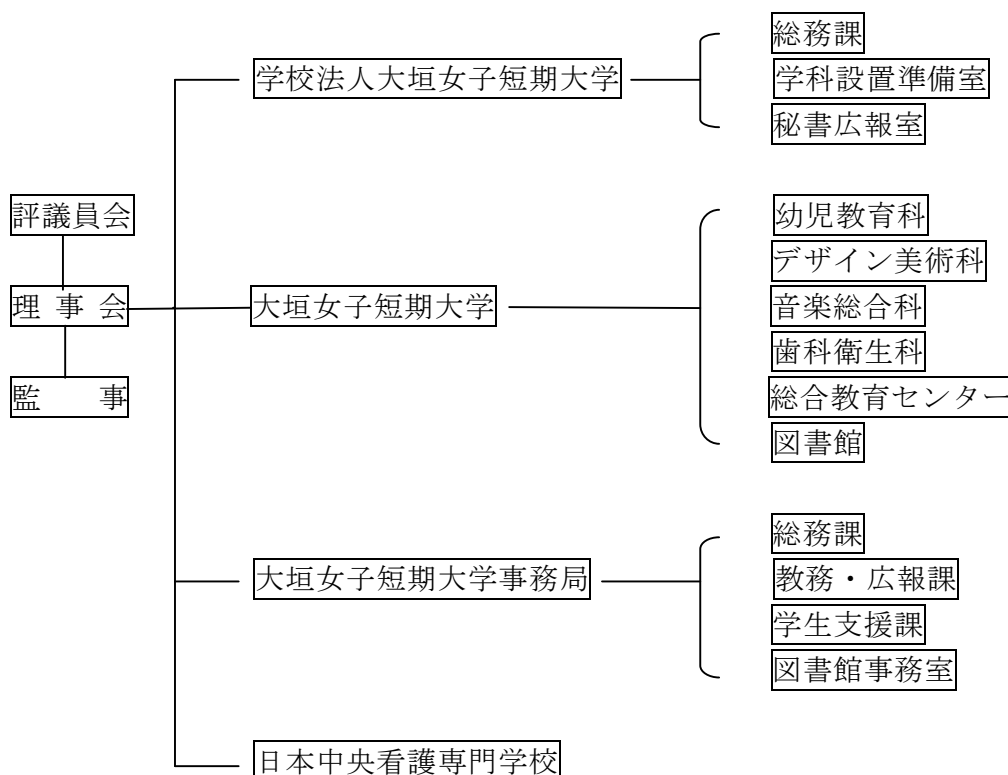 評議員会
理事会
監事
学校法人大垣女子短期大学
総務課
学科設置準備室
秘書広報室
大垣女子短期大学
幼児教育科
デザイン美術科
音楽総合科
歯科衛生科
総合教育センター
図書館
大垣女子短期大学事務局
総務課
教務・広報課
学生支援課
図書館事務室
日本中央看護専門学校